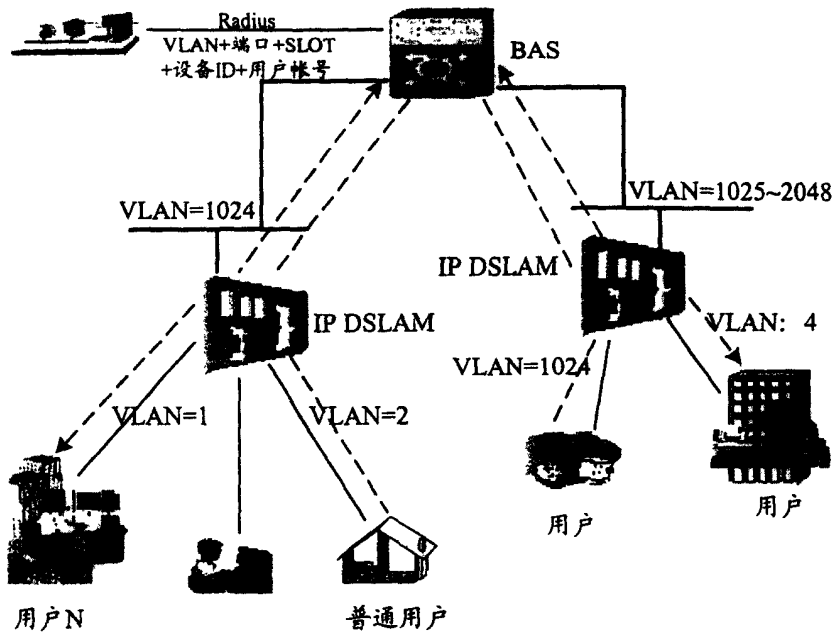 Radius
VLAN+端口+SLOT
+设备ID+用户帐号
BAS
VLAN=1024
VLAN=1025~2048
IP DSLAM
IP DSLAM
VLAN: 4
VLAN=1024
VLAN=1
VLAN=2
用户
用户
用户N
普通用户